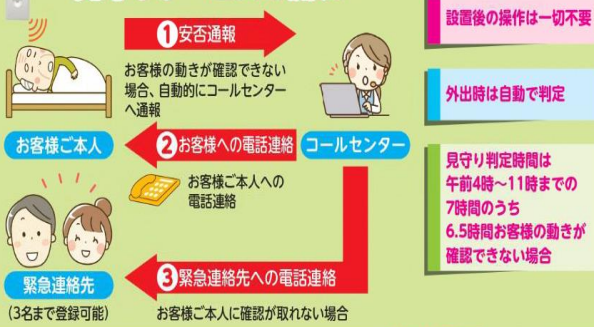 ①安否通報
お客様の動きが確認できない
場合、自動的にコールセンター
へ通報
お客様ご本人
②お客様への電話連絡
コールセンター
お客様ご本人への
電話連絡
③緊急連絡先への電話連絡
緊急連絡先
(3名まで登録可能)
お客様ご本人に確認が取れない場合
設置後の操作は一切不要
外出時は自動で判定
見守り判定時間は
午前4時～11時までの
7時間のうち
6.5時間お客様の動きが
確認できない場合